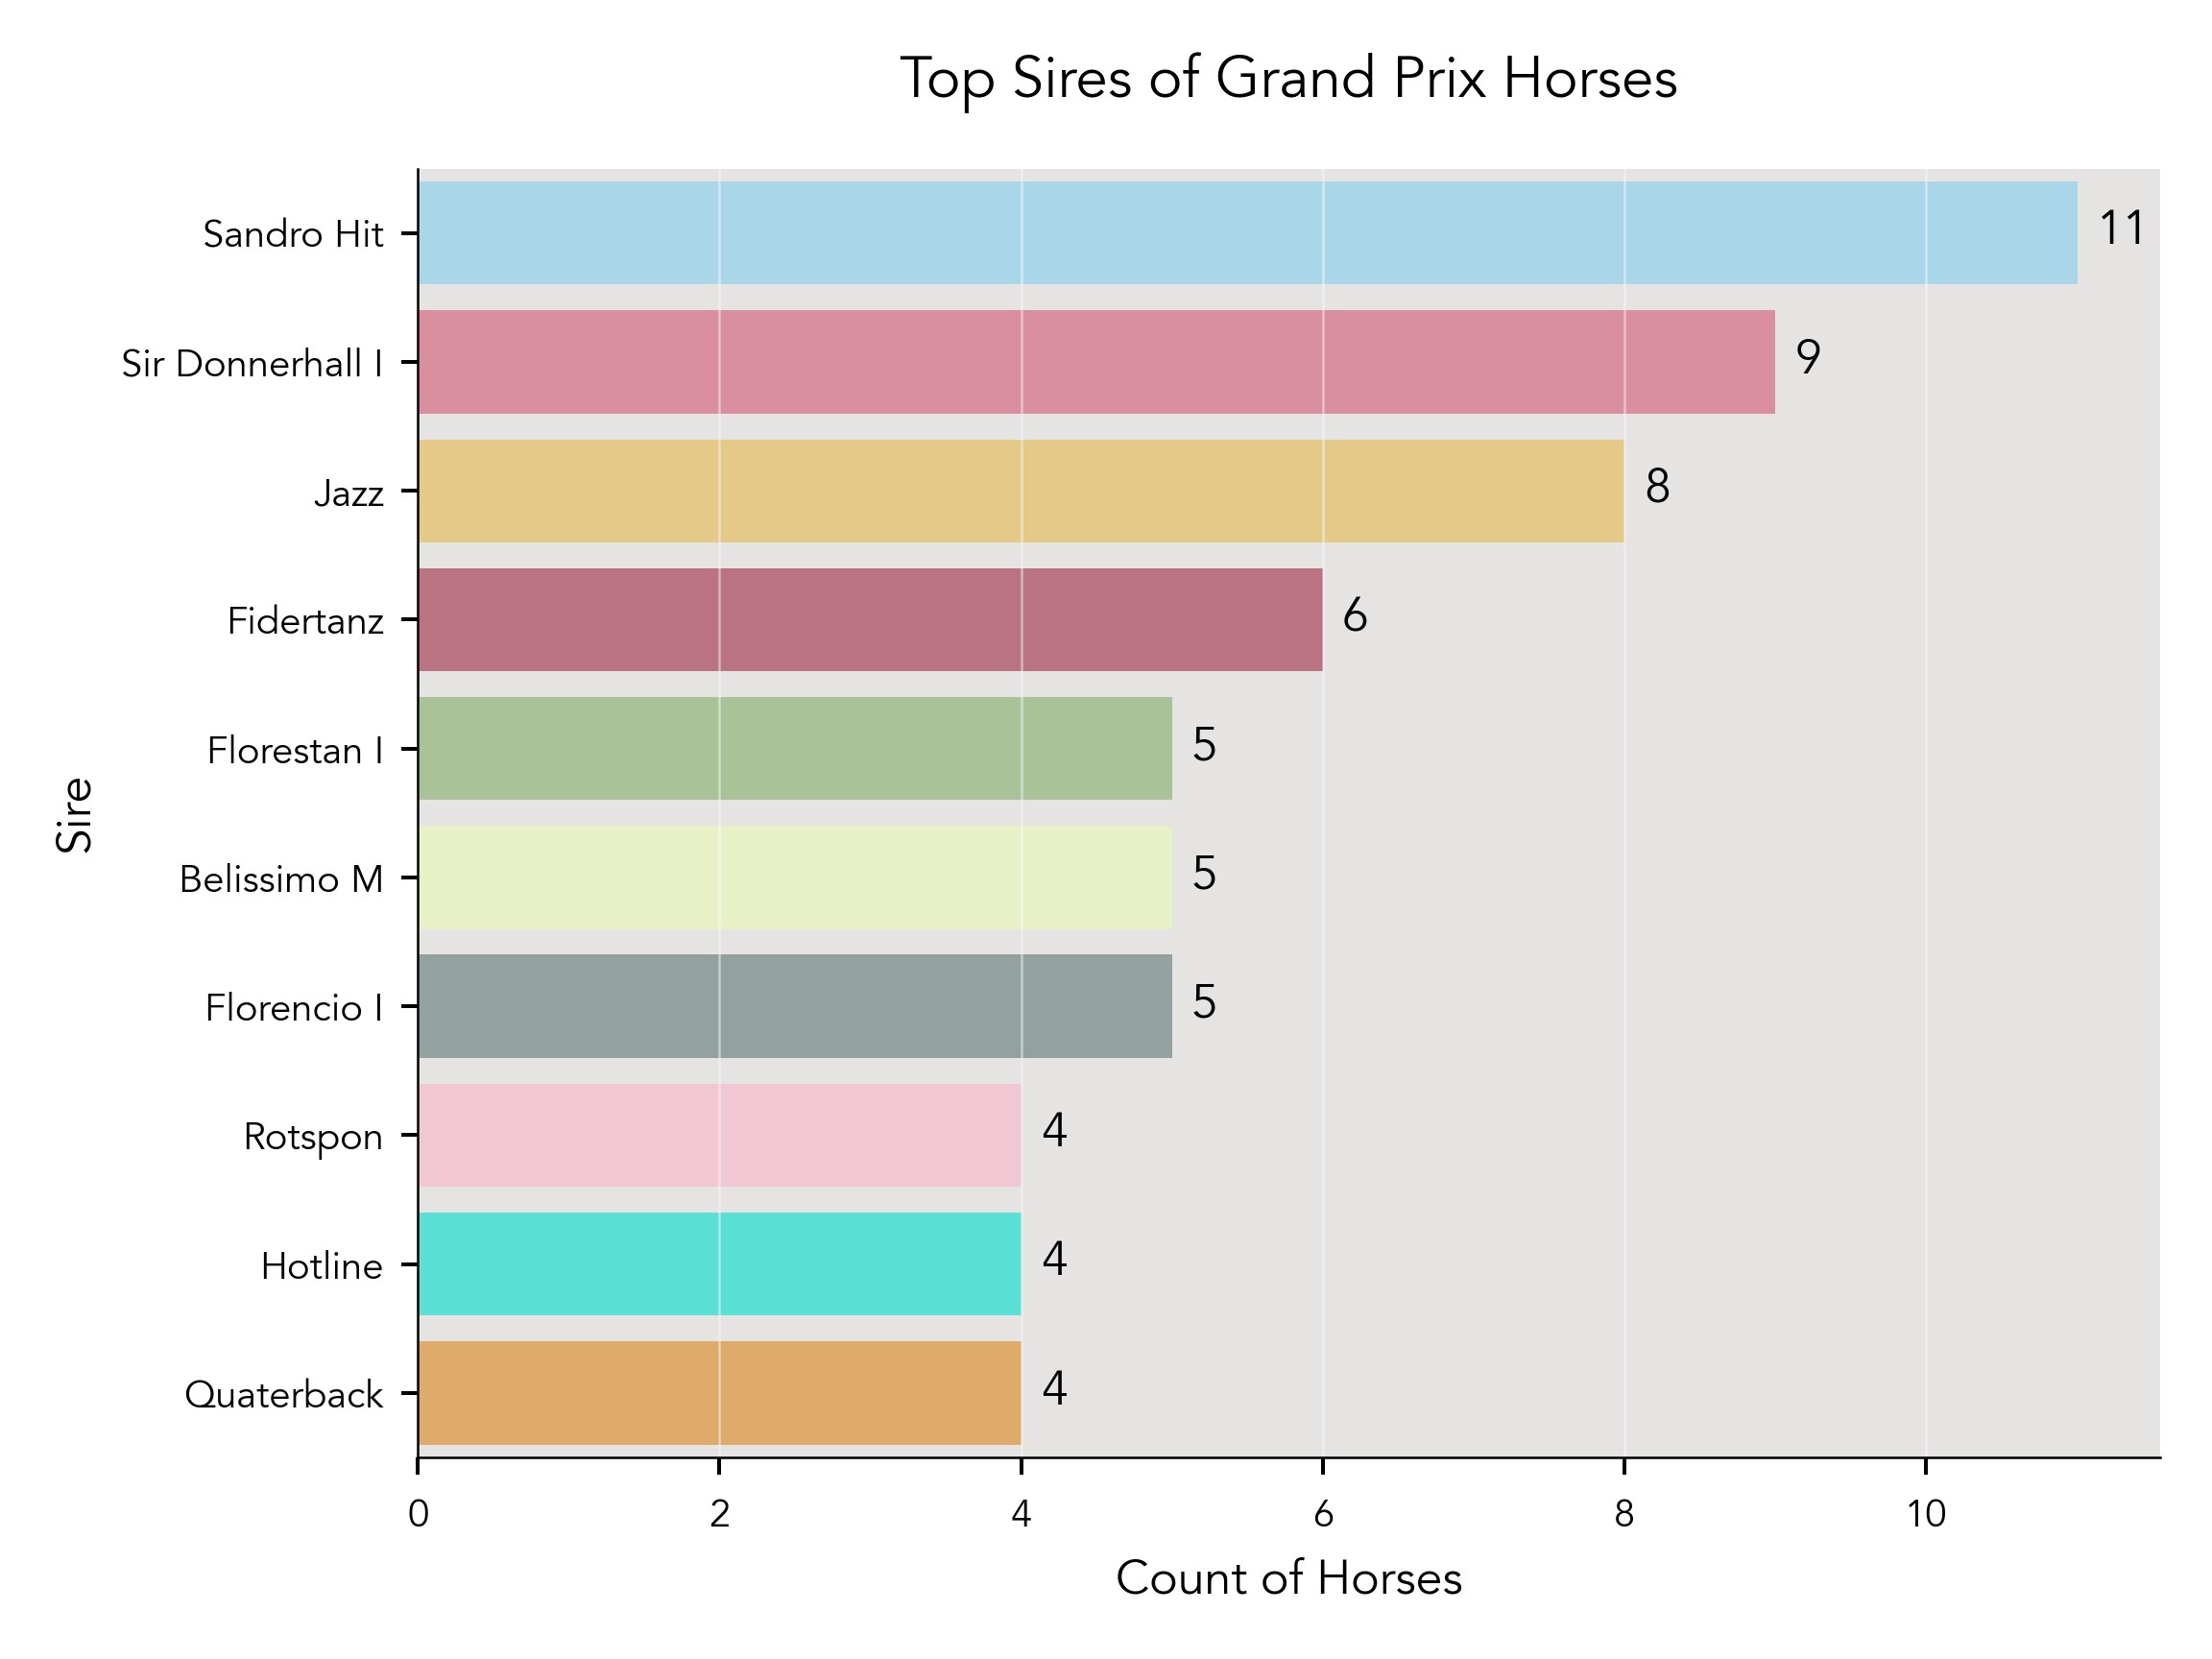 Top Sires of Grand Prix Horses
Sandro Hit
11
Sir Donnerhall I
9
Jazz
8
Fidertanz
6
Florestan I
5
Sire
Belissimo M
5
Florencio I
5
Rotspon
4
Hotline
4
Quaterback
4
0 2 4 6 8 10
Count of Horses